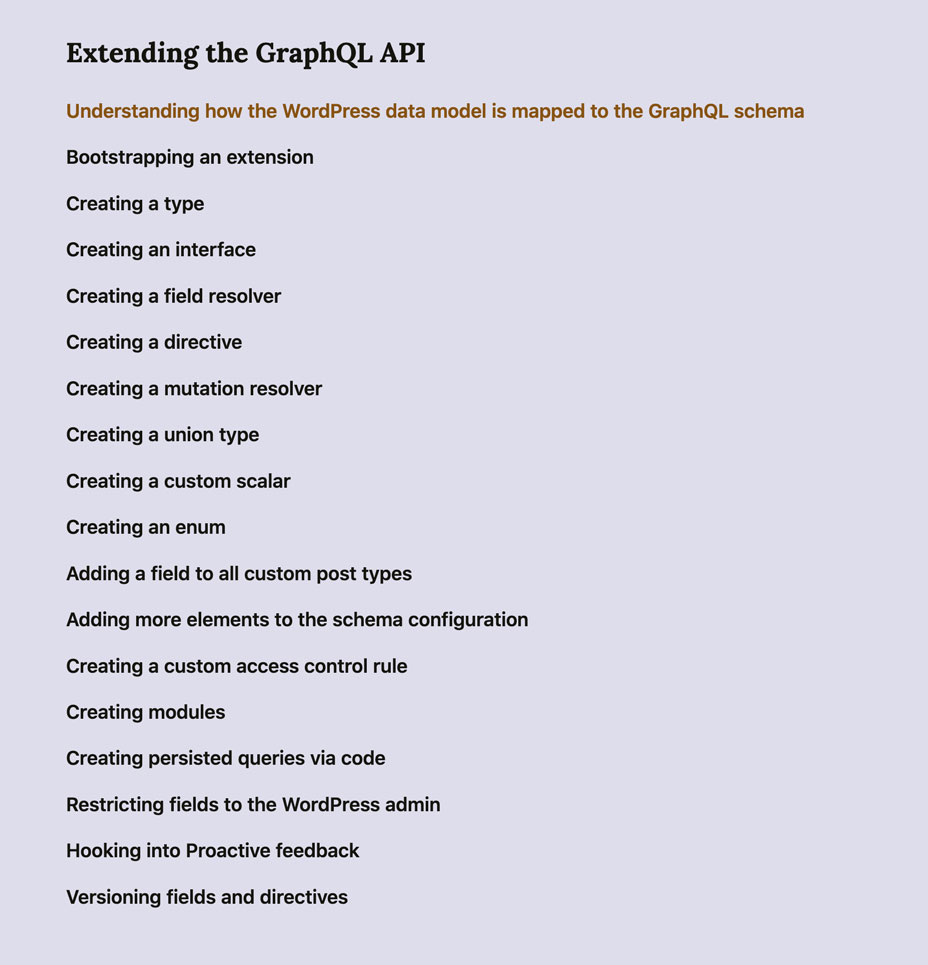 Extending the GraphQL API
Understanding how the WordPress data model is mapped to the GraphQL schema
Bootstrapping an extension
Creating a type
Creating an interface
Creating a field resolver
Creating a directive
Creating a mutation resolver
Creating a union type
Creating a custom scalar
Creating an enum
Adding a field to all custom post types
Adding more elements to the schema configuration
Creating a custom access control rule
Creating modules
Creating persisted queries via code
Restricting fields to the WordPress admin
Hooking into Proactive feedback
Versioning fields and directives